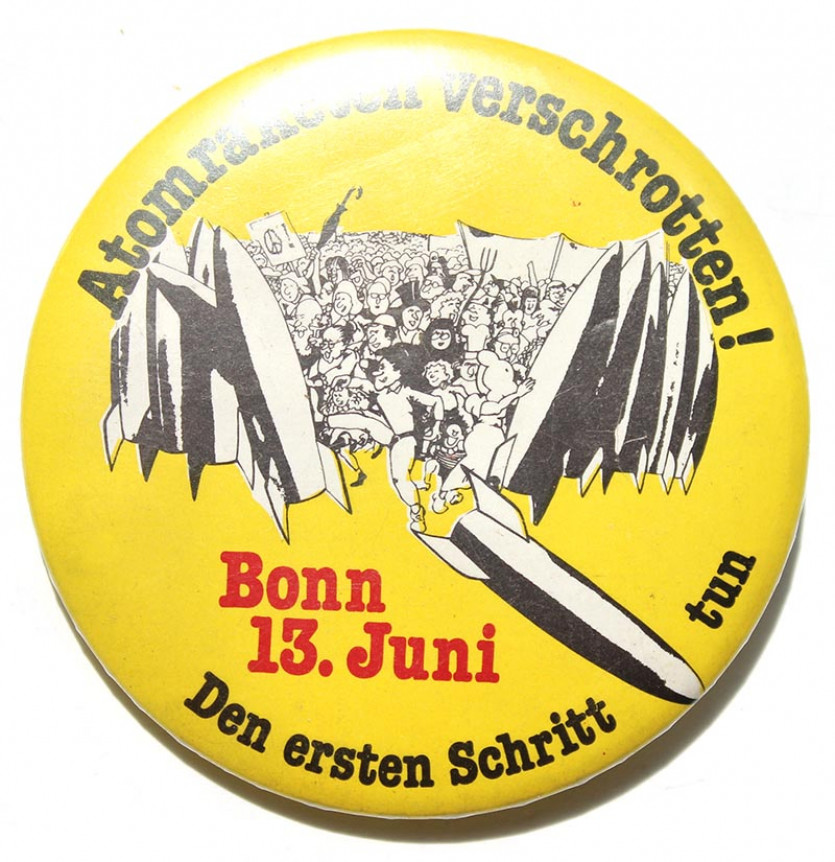 Atomraketen verschrotten!
Bonn
13. Juni
Den ersten Schritt
tun